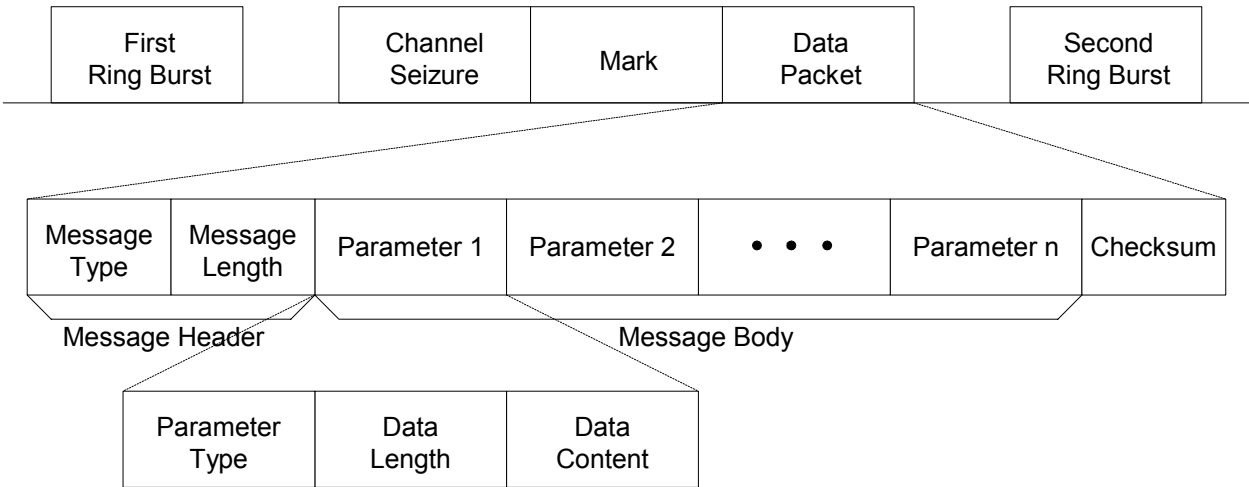 First
Ring Burst
Channel
Seizure
Mark
Data
Packet
Second
Ring Burst
Message
Type
Message
Length
Parameter 1
Parameter 2
• • •
Parameter n
Checksum
Message Header
Message Body
Parameter
Type
Data
Length
Data
Content